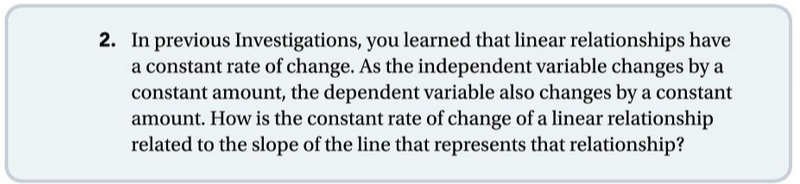 2. In previous Investigations, you learned that linear relationships have
a constant rate of change. As the independent variable changes by a
constant amount, the dependent variable also changes by a constant
amount. How is the constant rate of change of a linear relationship
related to the slope of the line that represents that relationship?